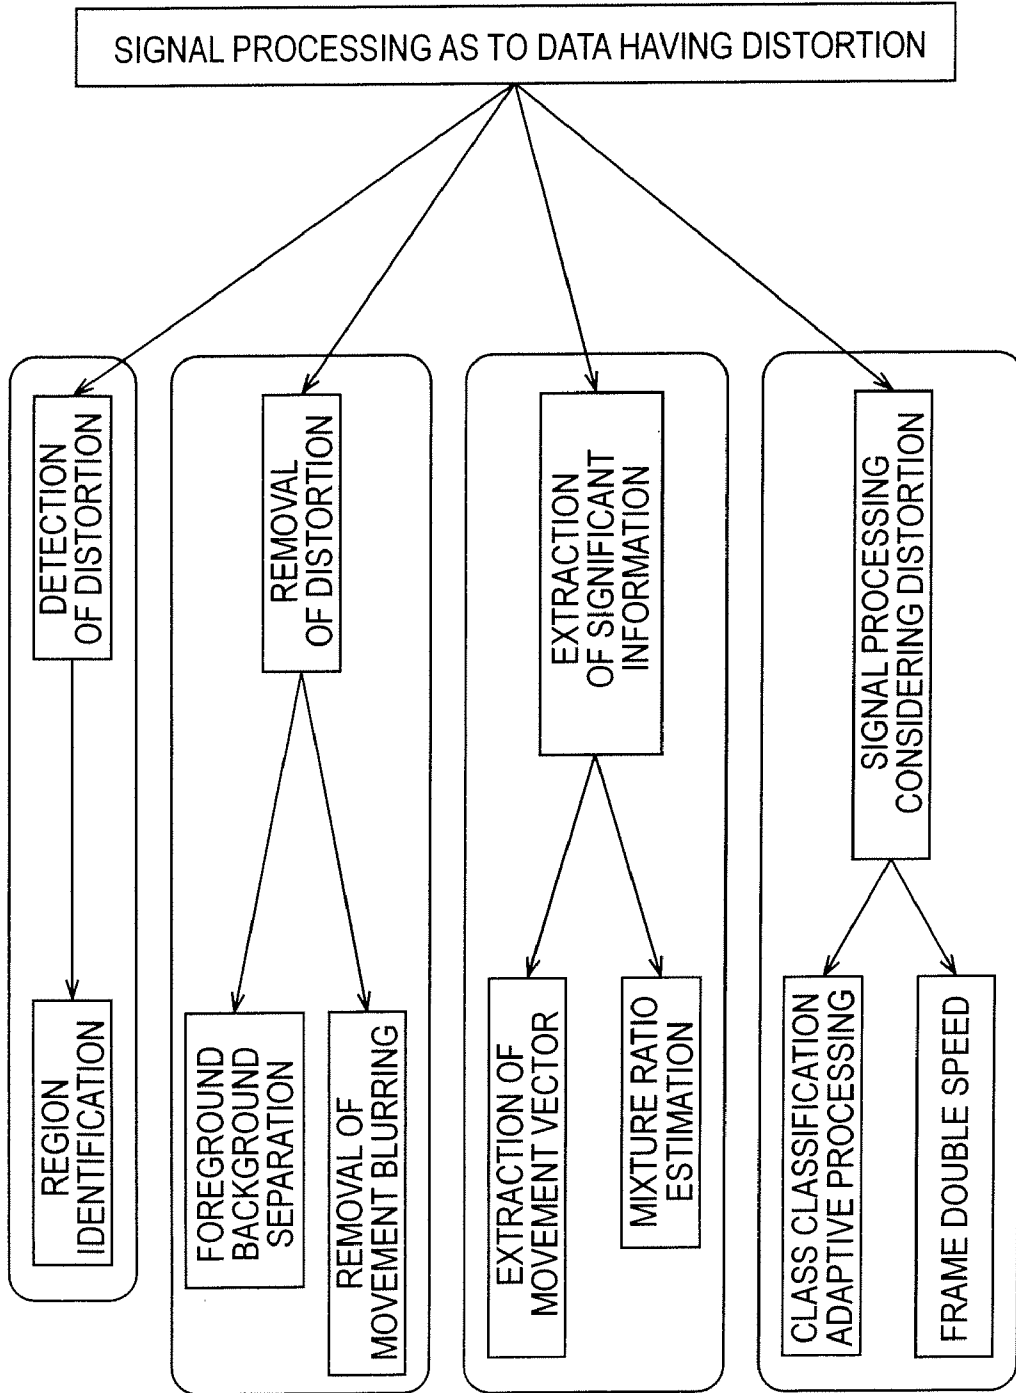 SIGNAL PROCESSING AS TO DATA HAVING DISTORTION
DETECTION
OF DISTORTION
REGION
IDENTIFICATION
REMOVAL
OF DISTORTION
FOREGROUND
BACKGROUND
SEPARATION
REMOVAL OF
MOVEMENT BLURRING
EXTRACTION
OF SIGNIFICANT
INFORMATION
EXTRACTION OF
MOVEMENT VECTOR
MIXTURE RATIO
ESTIMATION
SIGNAL PROCESSING
CONSIDERING DISTORTION
CLASS CLASSIFICATION
ADAPTIVE PROCESSING
FRAME DOUBLE SPEED